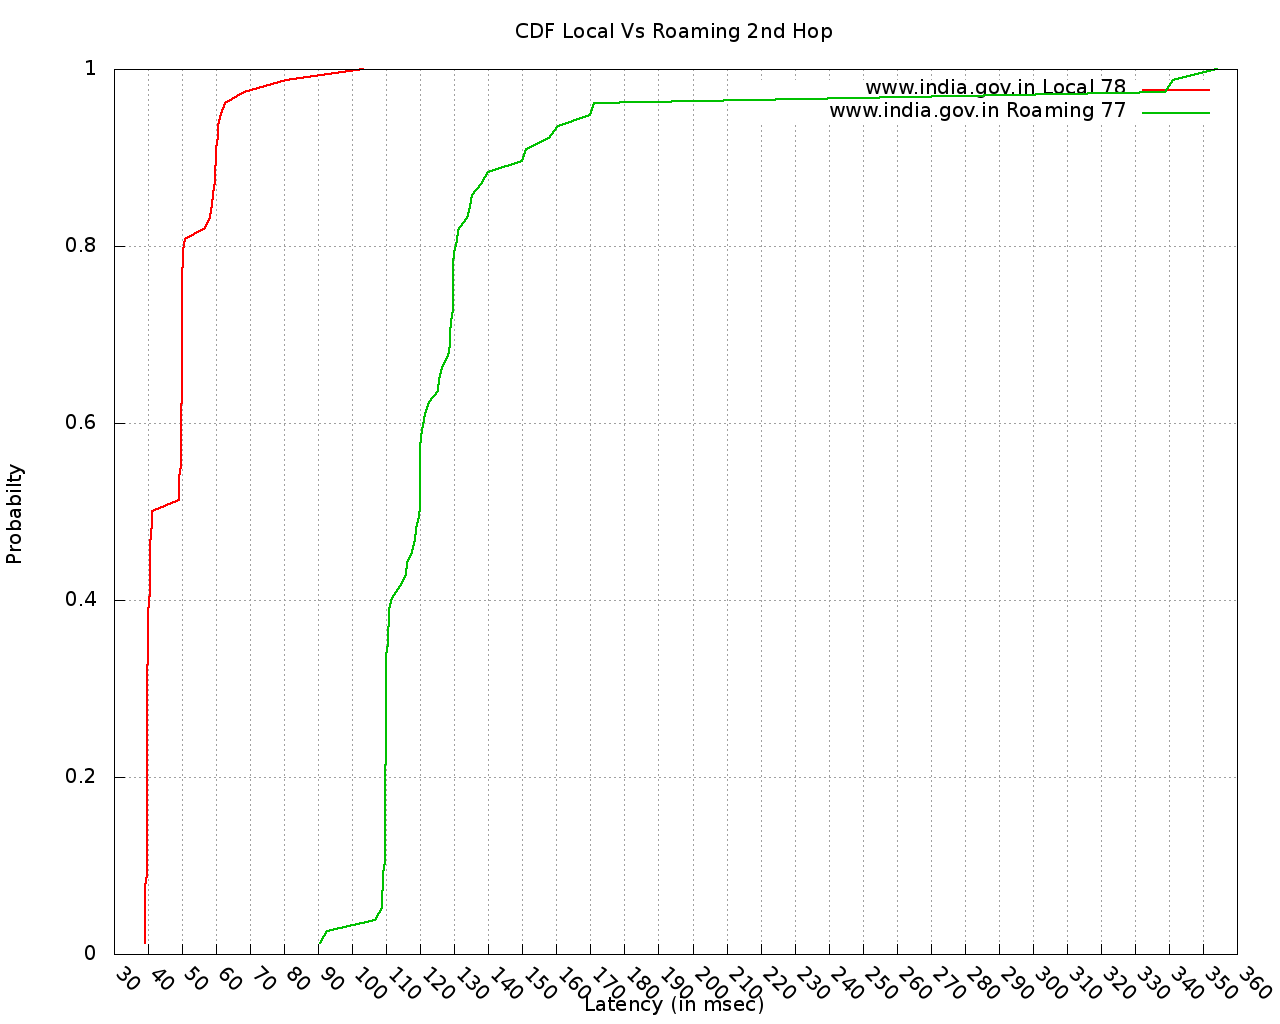 CDF Local Vs Roaming 2nd Hop
1
www.india.gov.in Local 78
www.india.gov.in Roaming 77
0.8
0.6
Probabilty
0.4
0.2
0
30 40 50 60 70 80 90 100 110 120 130 140 150 160 170 180 190 200 210 220 230 240 250 260 270 280 290 300 310 320 330 340 350 360
Latency (in msec)